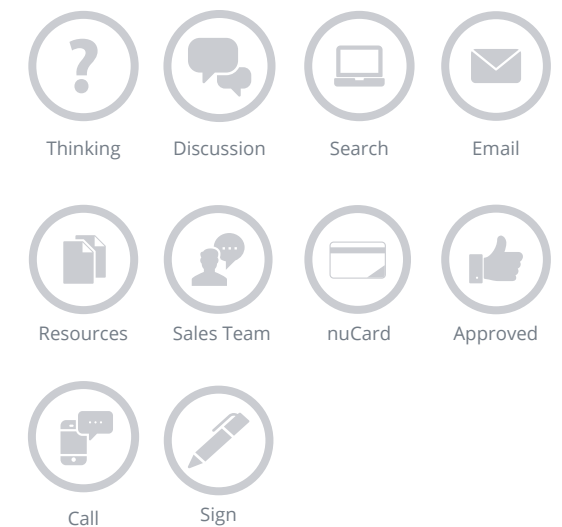 Thinking Discussion Search Email
Resources Sales Team nuCard Approved
Call Sign